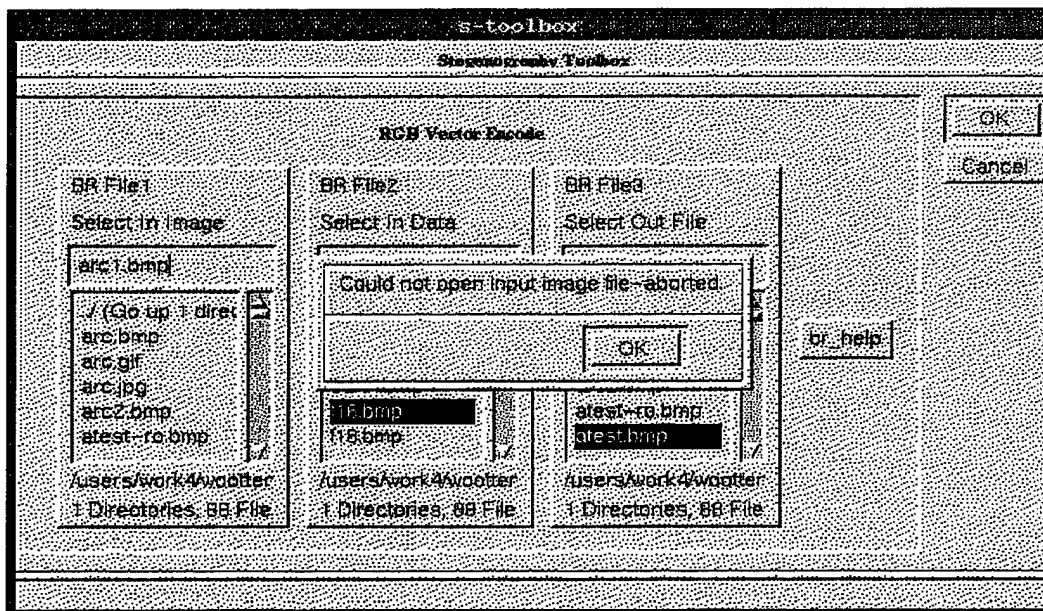 s-toolbox
Steganography Toolbox
RGB Vector Encode
OK
Cancel
BR File1
Select In Image
arc1.bmp
../ (Go up 1 direc
arc.bmp
arc.gif
arc.jpg
arc2.bmp
atest-ro.bmp
/users/work4/wootter
1 Directories, 88 File
BR File2
Select In Data
f16.bmp
f18.bmp
/users/work4/wootter
1 Directories, 88 File
BR File3
Select Out File
atest-ro.bmp
atest.bmp
/users/work4/wootter
1 Directories, 88 File
Could not open input image file-aborted.
OK
br_help